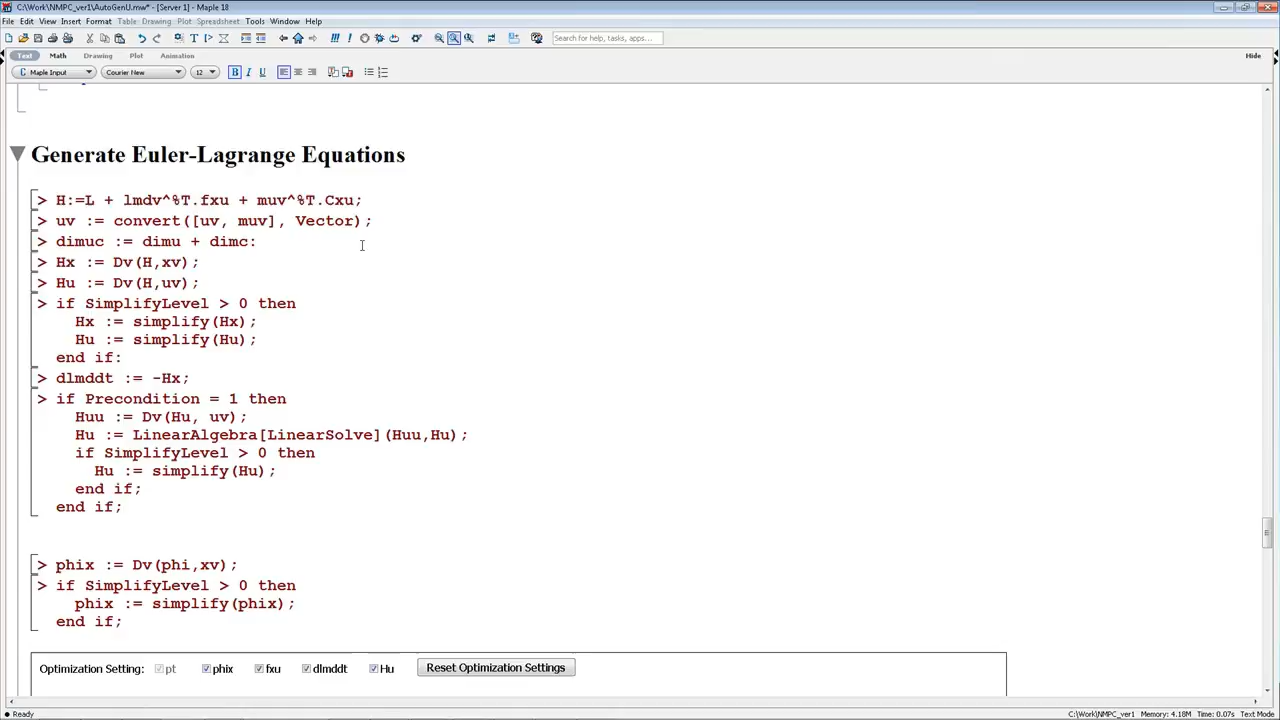 C:\Work\NMPC_ver1\AutoGenU.mw* - [Server 1] - Maple 18
File Edit View Insert Format Table Drawing Plot Spreadsheet Tools Window Help
Search for help, tasks, apps...
Text Math Drawing Plot Animation Hide
C Maple Input Courier New 12 B I U
Generate Euler-Lagrange Equations
> H:=L + lmdv^%T.fxu + muv^%T.Cxu;
> uv := convert([uv, muv], Vector);
> dimuc := dimu + dimc:
> Hx := Dv(H,xv);
> Hu := Dv(H,uv);
> if SimplifyLevel > 0 then
Hx := simplify(Hx);
Hu := simplify(Hu);
end if:
> dlmddt := -Hx;
> if Precondition = 1 then
Huu := Dv(Hu, uv);
Hu := LinearAlgebra[LinearSolve](Huu,Hu);
if SimplifyLevel > 0 then
Hu := simplify(Hu);
end if;
end if;
> phix := Dv(phi,xv);
> if SimplifyLevel > 0 then
phix := simplify(phix);
end if;
Optimization Setting: pt phix fxu dlmddt Hu Reset Optimization Settings
Ready C:\Work\NMPC_ver1 Memory: 4.18M Time: 0.07s Text Mode